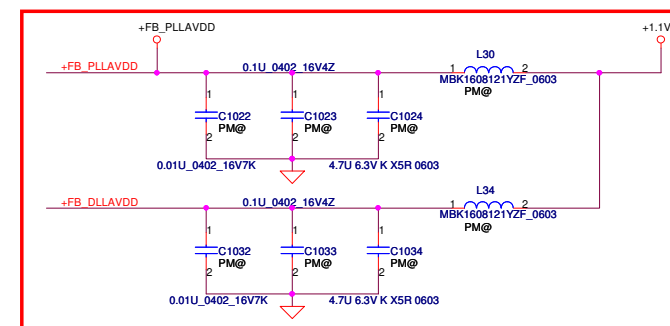 +FB_PLLAVDD
+1.1V
+FB_PLLAVDD
0.1U_0402_16V4Z
L30
1 2
MBK1608121YZF_0603
PM@
1
C1022
PM@
2
1
C1023
PM@
2
1
C1024
PM@
2
0.01U_0402_16V7K
4.7U 6.3V K X5R 0603
+FB_DLLAVDD
0.1U_0402_16V4Z
L34
1 2
MBK1608121YZF_0603
PM@
1
C1032
PM@
2
1
C1033
PM@
2
1
C1034
PM@
2
0.01U_0402_16V7K
4.7U 6.3V K X5R 0603